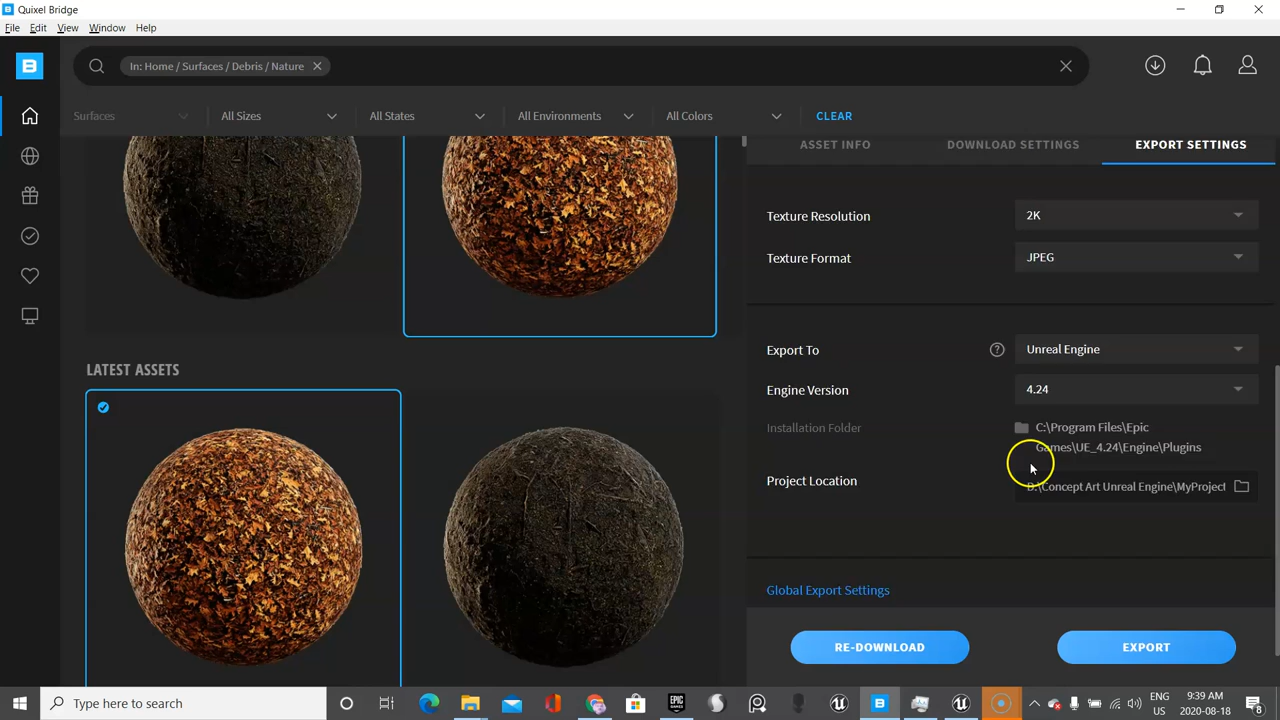 Quixel Bridge
File Edit View Window Help
B
In: Home / Surfaces / Debris / Nature
Surfaces
All Sizes
All States
All Environments
All Colors
CLEAR
ASSET INFO
DOWNLOAD SETTINGS
EXPORT SETTINGS
Texture Resolution
2K
Texture Format
JPEG
Export To
?
Unreal Engine
Engine Version
4.24
Installation Folder
C:\Program Files\Epic
Games\UE_4.24\Engine\Plugins
Project Location
D:\Concept Art Unreal Engine\MyProject
LATEST ASSETS
Global Export Settings
RE-DOWNLOAD
EXPORT
Type here to search
EPIC
GAMES
B
ENG
US
9:39 AM
2020-08-18
8